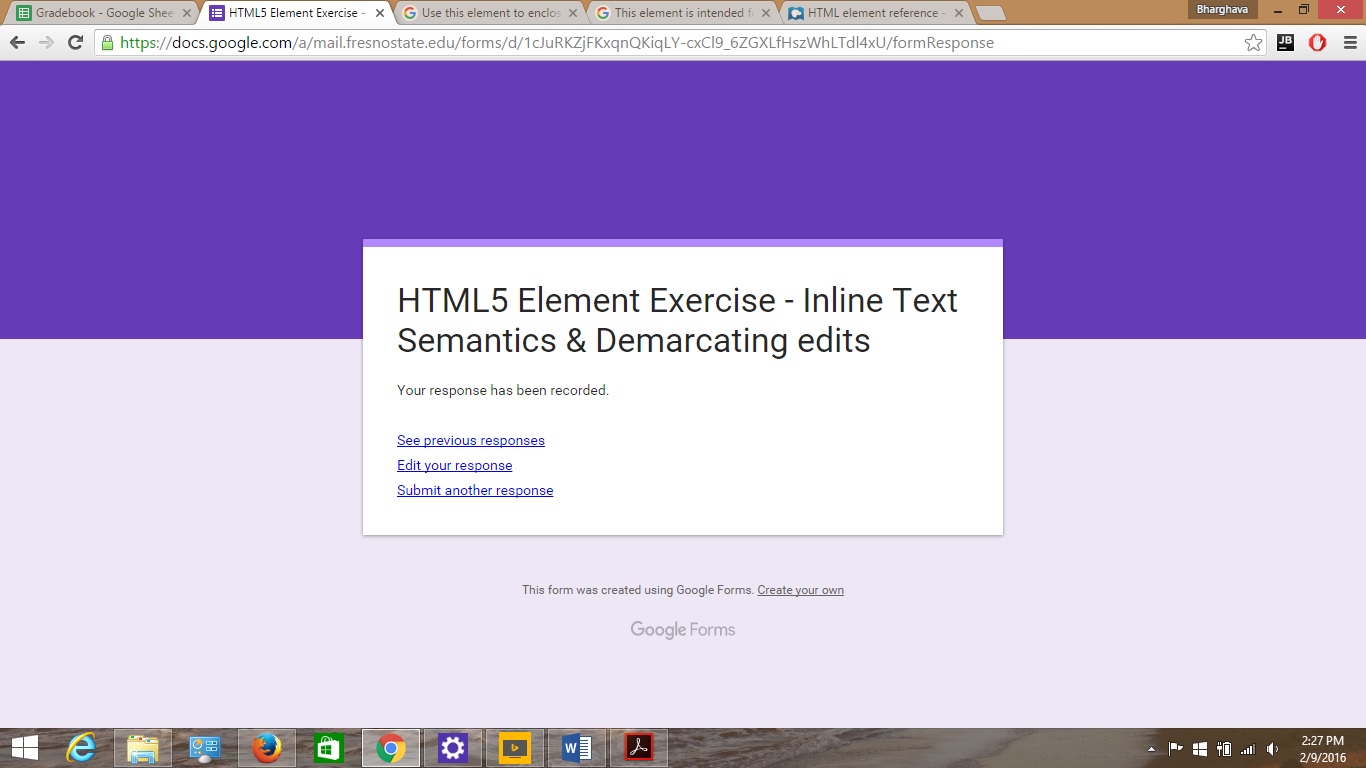 Gradebook - Google Shee
HTML5 Element Exercise -
Use this element to enclos
This element is intended f
HTML element reference -
Bharghava
https://docs.google.com/a/mail.fresnostate.edu/forms/d/1cJuRKZjFKxqnQKiqLY-cxCl9_6ZGXLfHszWhLTdl4xU/formResponse
JB
HTML5 Element Exercise - Inline Text
Semantics & Demarcating edits
Your response has been recorded.
See previous responses
Edit your response
Submit another response
This form was created using Google Forms. Create your own
Google Forms
2:27 PM
2/9/2016